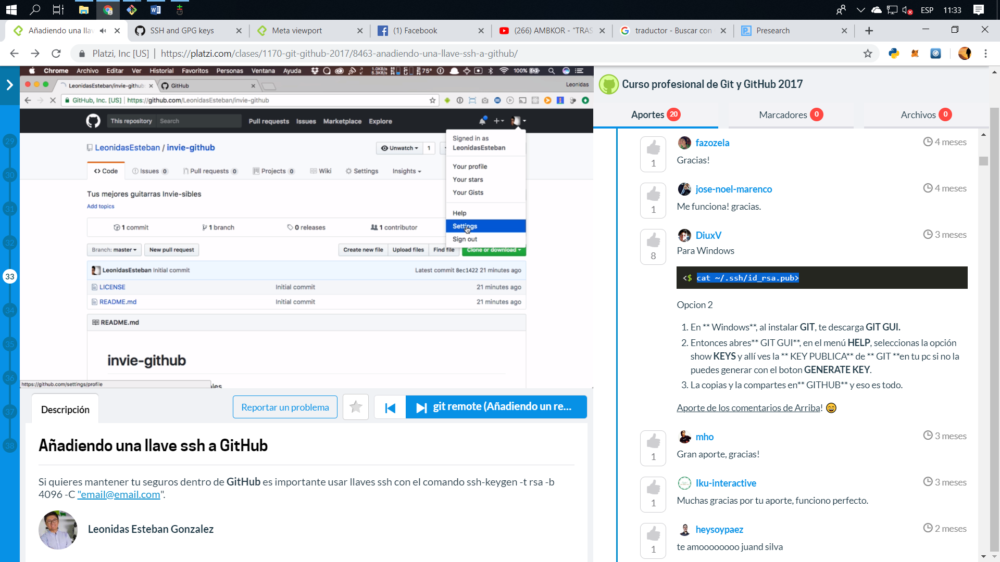 ESP 11:33
Añadiendo una llav
SSH and GPG keys
Meta viewport
(1) Facebook
(266) AMBKOR - “TRAS
traductor - Buscar con
Presearch
Platzi, Inc [US] | https://platzi.com/clases/1170-git-github-2017/8463-anadiendo-una-llave-ssh-a-github/
Chrome Archivo Editar Ver Historial Favoritos Personas Ventana Ayuda
1.0KB/s
5.3KB/s
75°
100%
LeonidasEsteban/invie-github
GitHub
Leonidas
GitHub, Inc. [US] | https://github.com/LeonidasEsteban/invie-github
This repository Search
Pull requests Issues Marketplace Explore
Signed in as
LeonidasEsteban
Your profile
Your stars
Your Gists
Help
Settings
Sign out
LeonidasEsteban / invie-github
Unwatch 1
Code Issues 0 Pull requests 0 Projects 0 Wiki Settings Insights
Tus mejores guitarras Invie-sibles
Add topics
1 commit 1 branch 0 releases 1 contributor
Branch: master New pull request Create new file Upload files Find file Clone or download
LeonidasEsteban Initial commit Latest commit 8ec1422 21 minutes ago
LICENSE Initial commit 21 minutes ago
README.md Initial commit 21 minutes ago
README.md
invie-github
https://github.com/settings/profile
29
30
31
32
33
34
35
36
37
38
Descripción
Reportar un problema
git remote (Añadiendo un re...
Añadiendo una llave ssh a GitHub
Si quieres mantener tu seguros dentro de GitHub es importante usar llaves ssh con el comando ssh-keygen -t rsa -b
4096 -C "email@email.com".
Leonidas Esteban Gonzalez
Curso profesional de Git y GitHub 2017
Aportes 20 Marcadores 0 Archivos 0
fazozela 4 meses
Gracias!
1
jose-noel-marenco 4 meses
Me funciona! gracias.
1
DiuxV 3 meses
Para Windows
8
<$ cat ~/.ssh/id_rsa.pub>
Opcion 2
1. En ** Windows**, al instalar GIT, te descarga GIT GUI.
2. Entonces abres** GIT GUI**, en el menú HELP, seleccionas la opción
show KEYS y allí ves la ** KEY PUBLICA** de ** GIT **en tu pc si no la
puedes generar con el boton GENERATE KEY.
3. La copias y la compartes en** GITHUB** y eso es todo.
Aporte de los comentarios de Arriba!
mho 3 meses
Gran aporte, gracias!
1
Iku-interactive 3 meses
Muchas gracias por tu aporte, funciono perfecto.
1
heysoypaez 2 meses
te amoooooooo juand silva
1